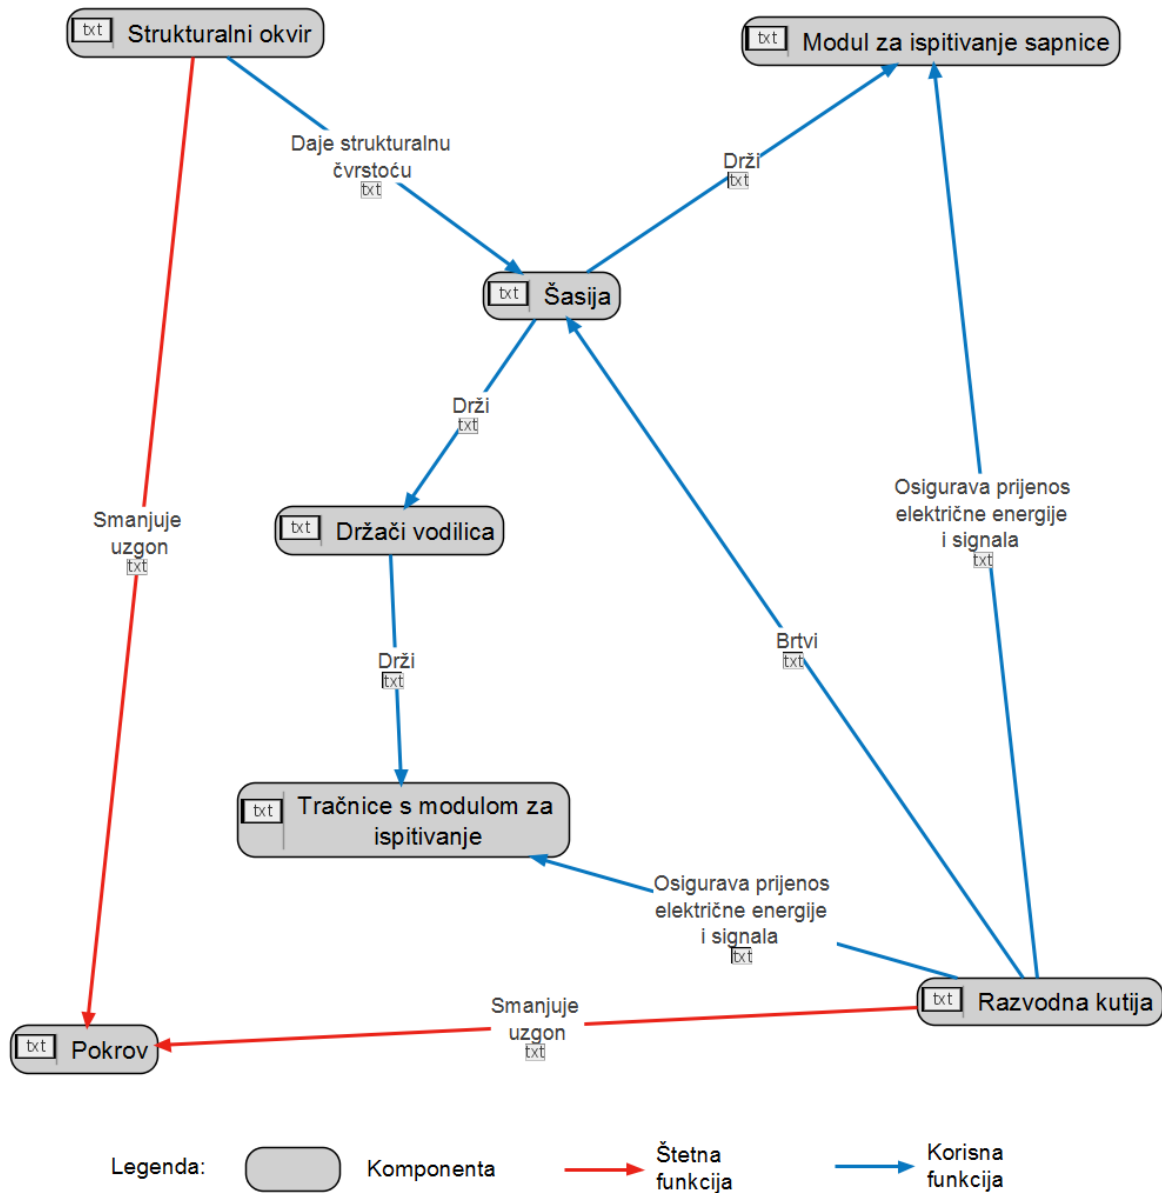 txt Strukturalni okvir
txt Modul za ispitivanje sapnice
Daje strukturalnu
čvrstoću
txt
Drži
txt
txt Šasija
Drži
txt
Smanjuje
uzgon
txt
txt Držači vodilica
Osigurava prijenos
električne energije
i signala
txt
Brtvi
txt
Drži
txt
txt Tračnice s modulom za
ispitivanje
Osigurava prijenos
električne energije
i signala
txt
txt Razvodna kutija
Smanjuje
uzgon
txt
txt Pokrov
Legenda:
Komponenta
Štetna
funkcija
Korisna
funkcija